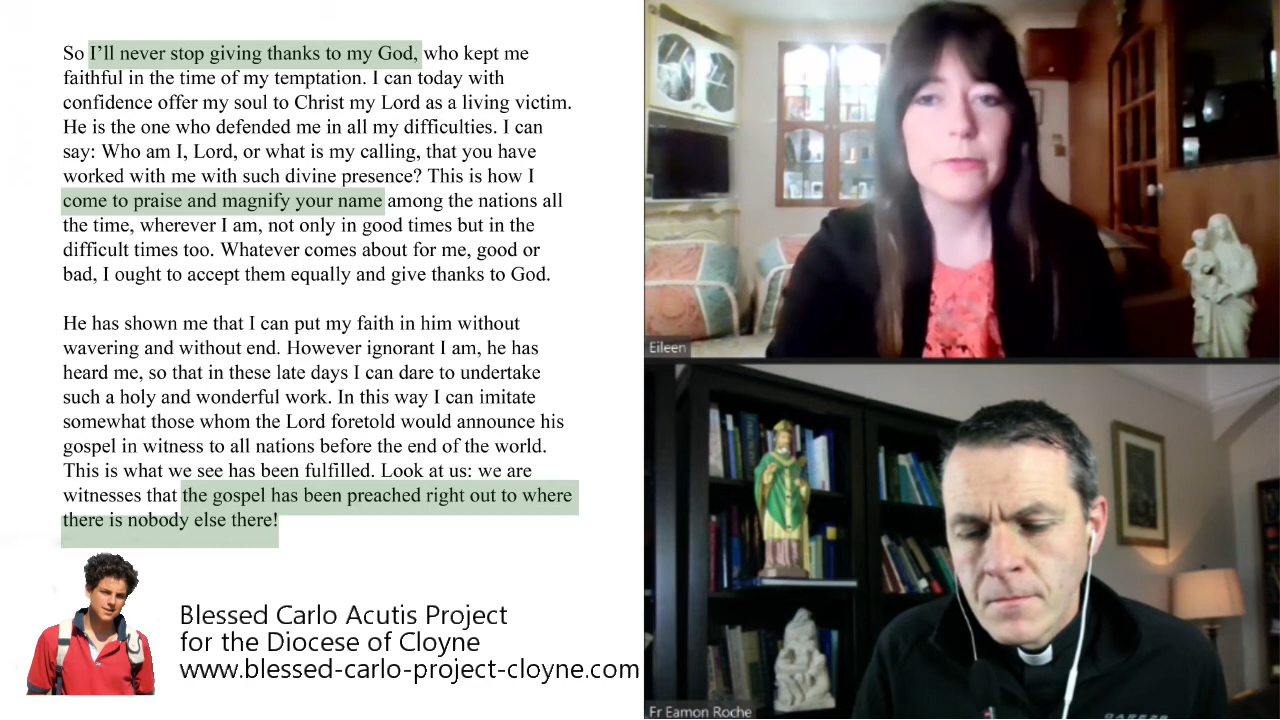 So I’ll never stop giving thanks to my God, who kept me
faithful in the time of my temptation. I can today with
confidence offer my soul to Christ my Lord as a living victim.
He is the one who defended me in all my difficulties. I can
say: Who am I, Lord, or what is my calling, that you have
worked with me with such divine presence? This is how I
come to praise and magnify your name among the nations all
the time, wherever I am, not only in good times but in the
difficult times too. Whatever comes about for me, good or
bad, I ought to accept them equally and give thanks to God.
He has shown me that I can put my faith in him without
wavering and without end. However ignorant I am, he has
heard me, so that in these late days I can dare to undertake
such a holy and wonderful work. In this way I can imitate
somewhat those whom the Lord foretold would announce his
gospel in witness to all nations before the end of the world.
This is what we see has been fulfilled. Look at us: we are
witnesses that the gospel has been preached right out to where
there is nobody else there!
Blessed Carlo Acutis Project
for the Diocese of Cloyne
www.blessed-carlo-project-cloyne.com
Eileen
Fr Eamon Roche